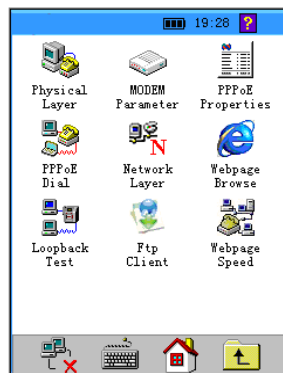 19:28 ?
Physical MODEM PPPoE
Layer Parameter Properties
PPPoE Network Webpage
Dial Layer Browse
Loopback Ftp Webpage
Test Client Speed